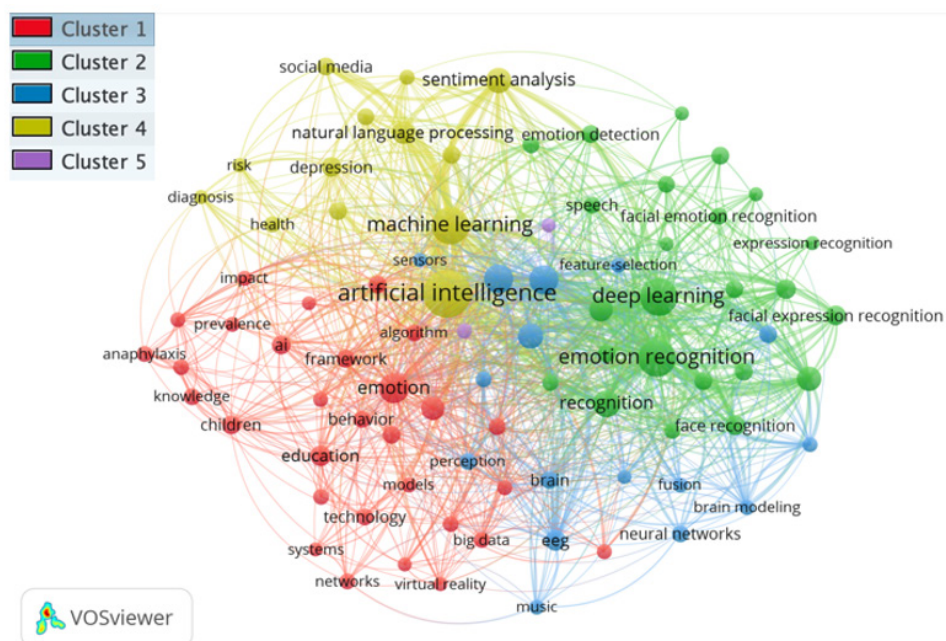 Cluster 1
Cluster 2
Cluster 3
Cluster 4
Cluster 5
social media
sentiment analysis
natural language processing
emotion detection
risk
depression
diagnosis
speech
facial emotion recognition
health
machine learning
expression recognition
sensors
feature-selection
impact
artificial intelligence
deep learning
facial expression recognition
prevalence
algorithm
ai
anaphylaxis
framework
emotion recognition
emotion
knowledge
recognition
children
behavior
face recognition
education
perception
brain
models
fusion
brain modeling
technology
neural networks
big data
eeg
systems
networks
virtual reality
music
VOSviewer